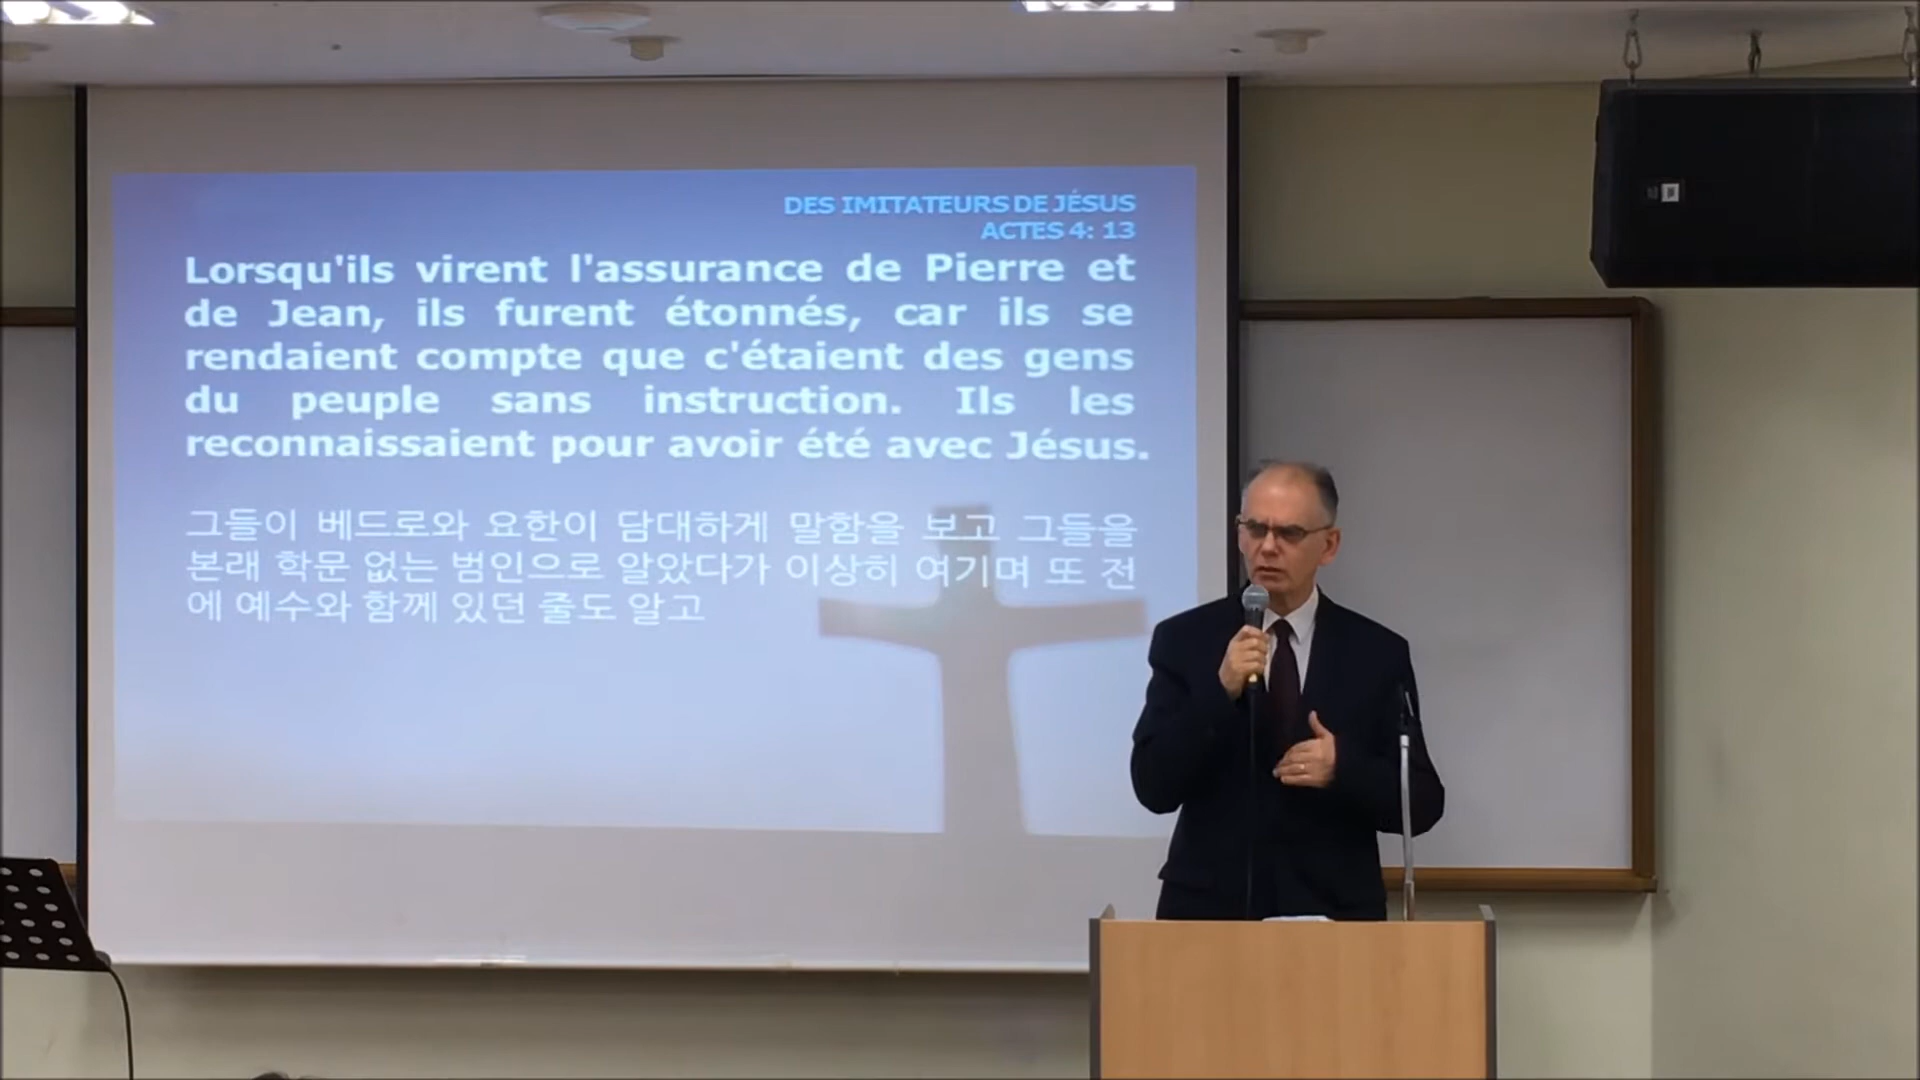 DES IMITATEURS DE JÉSUS
ACTES 4: 13
Lorsqu'ils virent l'assurance de Pierre et
de Jean, ils furent étonnés, car ils se
rendaient compte que c'étaient des gens
du peuple sans instruction. Ils les
reconnaissaient pour avoir été avec Jésus.
그들이 베드로와 요한이 담대하게 말함을 보고 그들을
본래 학문 없는 범인으로 알았다가 이상히 여기며 또 전
에 예수와 함께 있던 줄도 알고